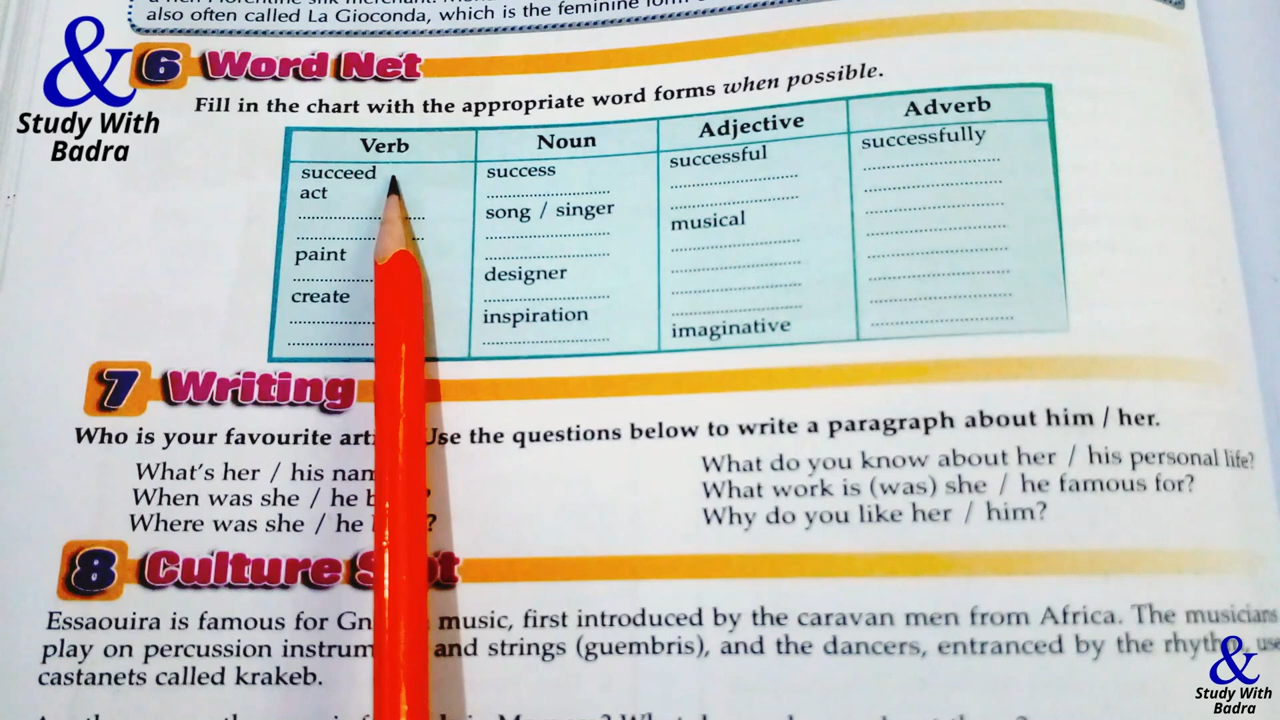 also often called La Gioconda, which is the feminine
&
Study With
Badra
6 Word Net
Fill in the chart with the appropriate word forms when possible.
Verb Noun Adjective Adverb
succeed success successful successfully
act .................... .................... ....................
.................... song / singer .................... ....................
.................... .................... musical ....................
paint .................... .................... ....................
.................... designer .................... ....................
create .................... .................... ....................
.................... inspiration .................... ....................
.................... .................... imaginative ....................
7 Writing
Who is your favourite Use the questions below to write a paragraph about him / her.
What's her / his What do you know about her / his personal life?
When was she / he What work is (was) she / he famous for?
Where was she / he ? Why do you like her / him?
8 Culture
Essaouira is famous for music, first introduced by the caravan men from Africa. The musicians
play on percussion and strings (guembris), and the dancers, entranced by the
castanets called krakeb.
&
Study With
Badra